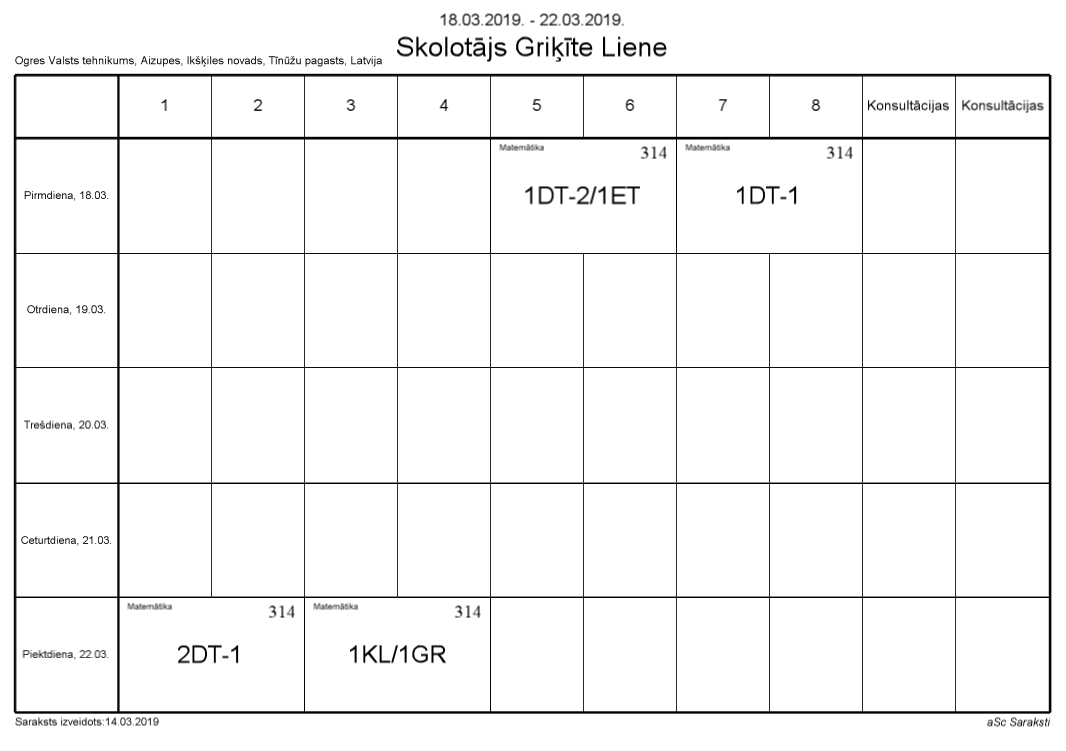 18.03.2019. - 22.03.2019.
Skolotājs Griķīte Liene
Ogres Valsts tehnikums, Aizupes, Ikšķiles novads, Tīnūžu pagasts, Latvija
1 2 3 4 5 6 7 8 Konsultācijas Konsultācijas
Pirmdiena, 18.03.
Matemātika 314
1DT-2/1ET
Matemātika 314
1DT-1
Otrdiena, 19.03.
Trešdiena, 20.03.
Ceturtdiena, 21.03.
Piektdiena, 22.03.
Matemātika 314
2DT-1
Matemātika 314
1KL/1GR
Saraksts izveidots:14.03.2019
aSc Saraksti